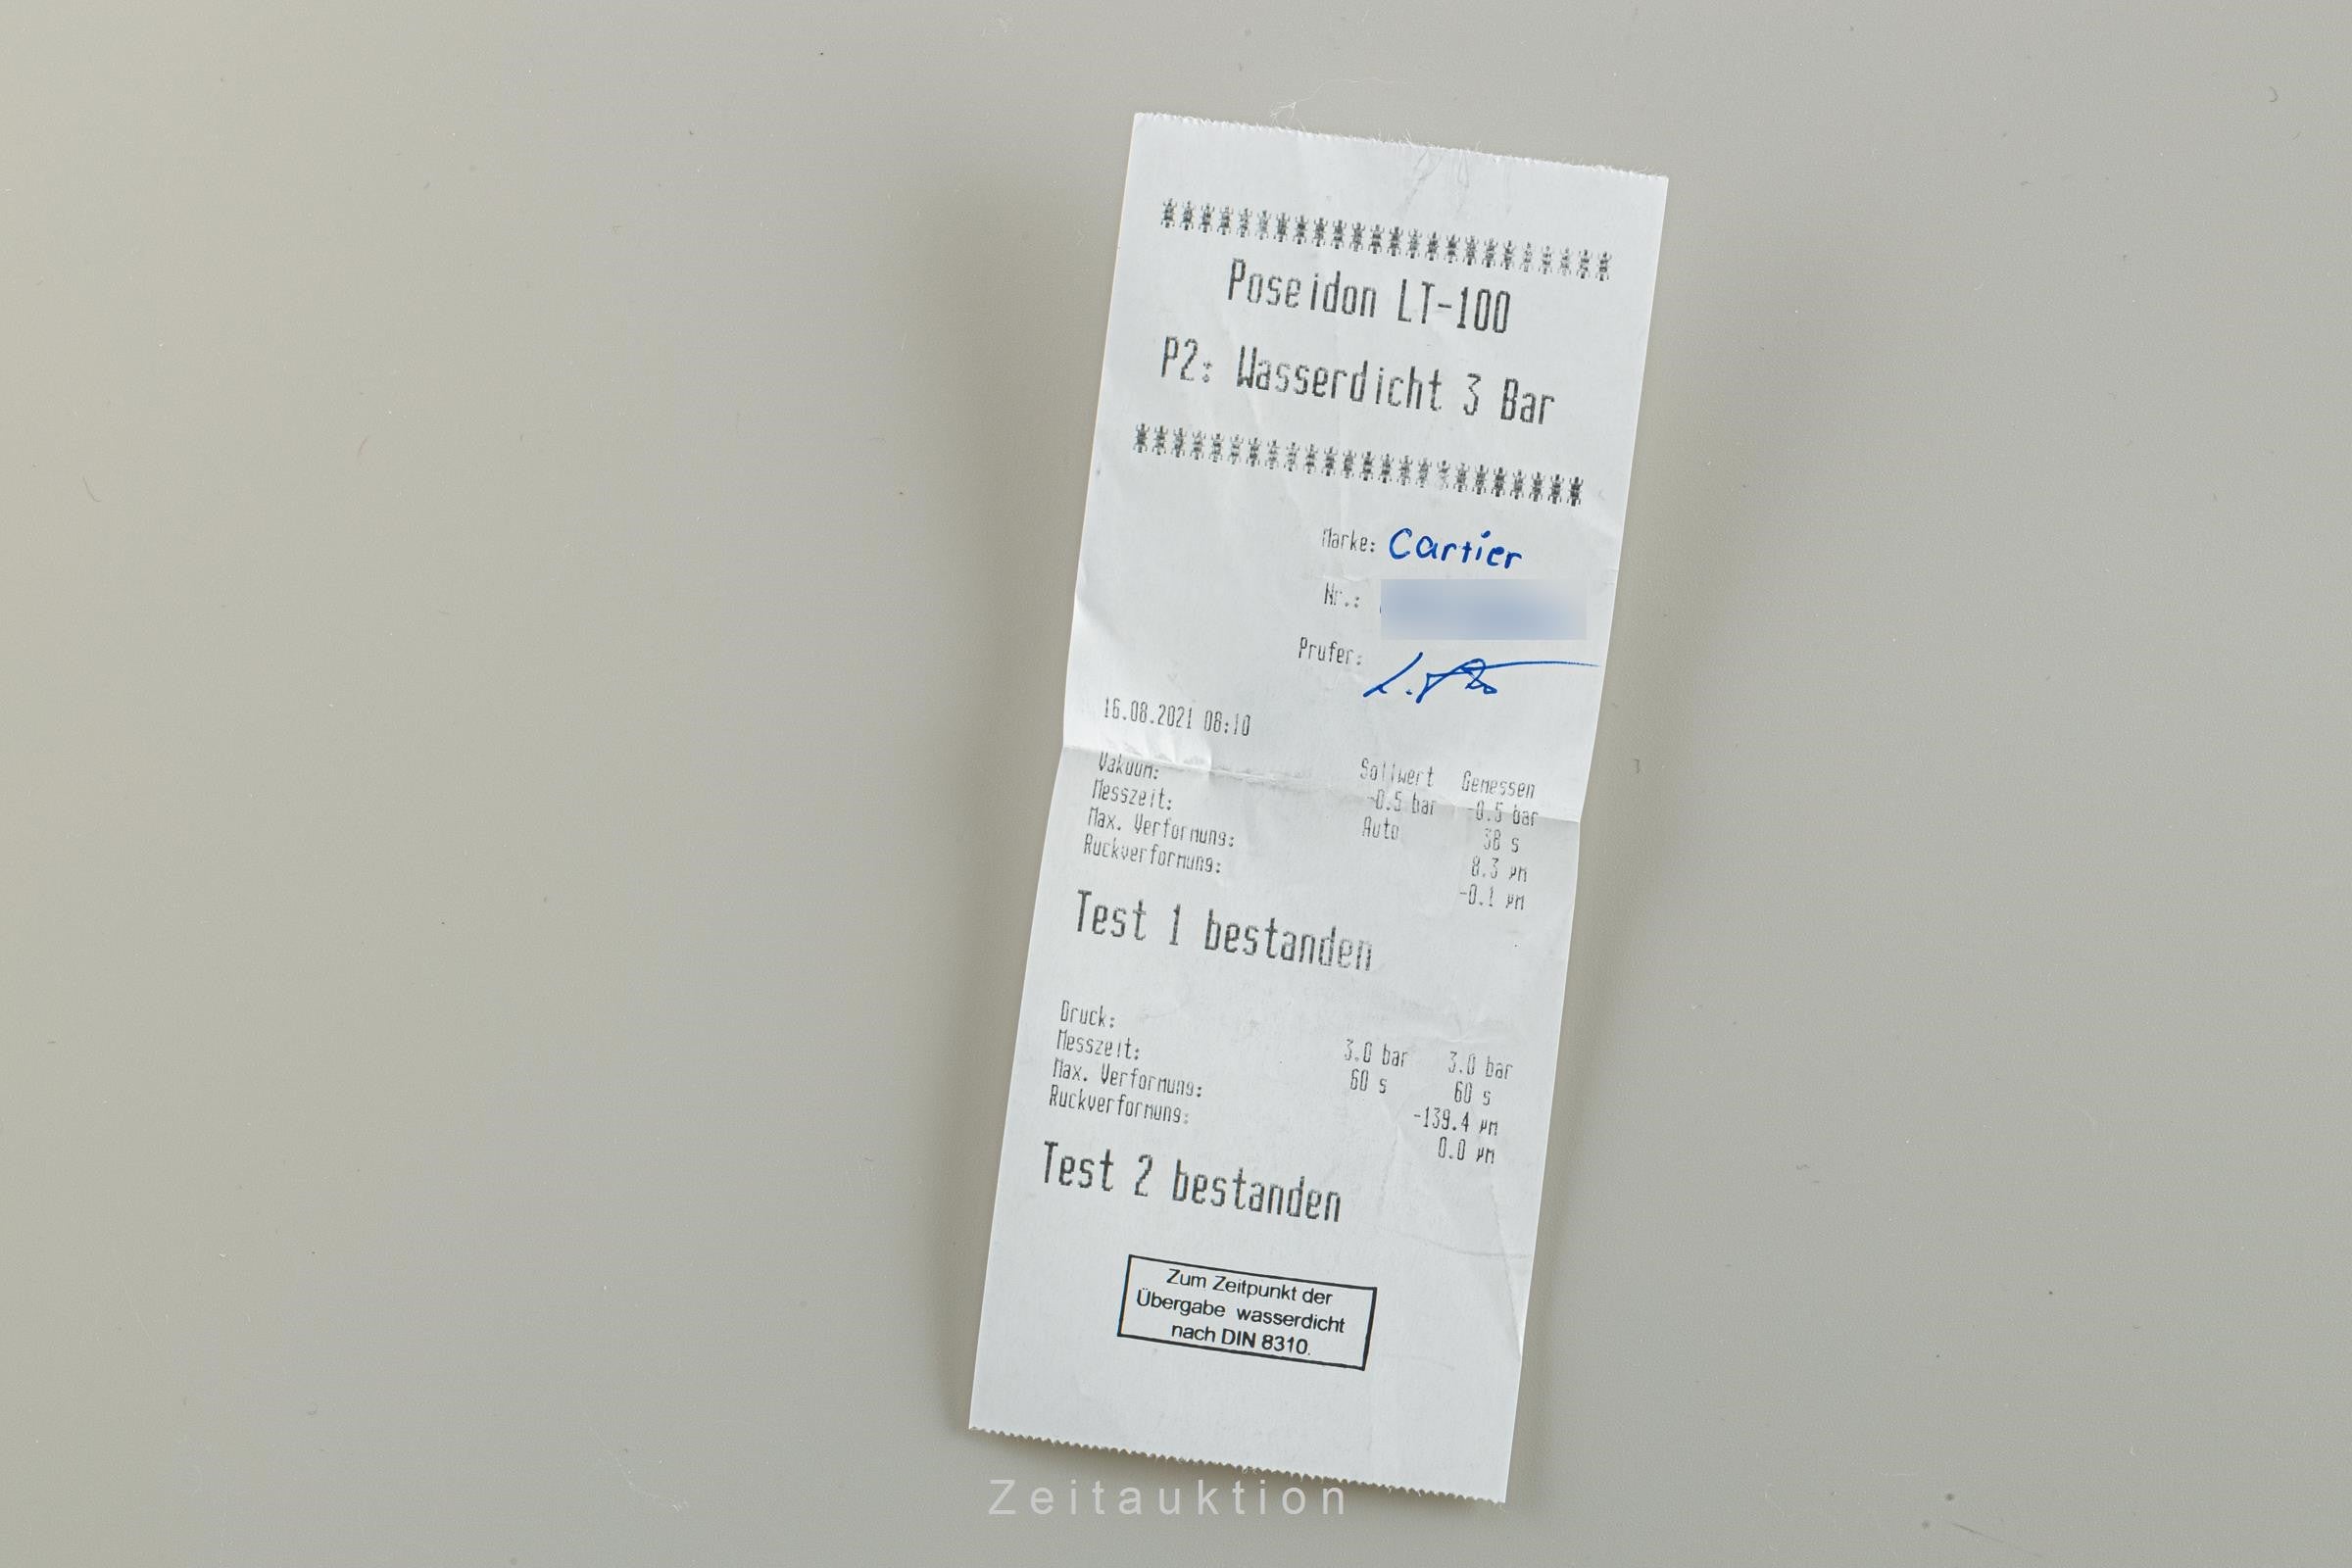 ************************
Poseidon LT-100
P2: Wasserdicht 3 Bar
************************
Marke: Cartier
Nr.:
Prufer:
16.08.2021 08:10
Sollwert Gemessen
Vakuum: -0.5 bar -0.5 bar
Messzeit: Auto 38 s
Max. Verformung: 8.3 µm
Ruckverformung: -0.1 µm
Test 1 bestanden
Druck: 3.0 bar 3.0 bar
Messzeit: 60 s 60 s
Max. Verformung: -139.4 µm
Ruckverformung: 0.0 µm
Test 2 bestanden
Zum Zeitpunkt der
Übergabe wasserdicht
nach DIN 8310.
Zeitauktion